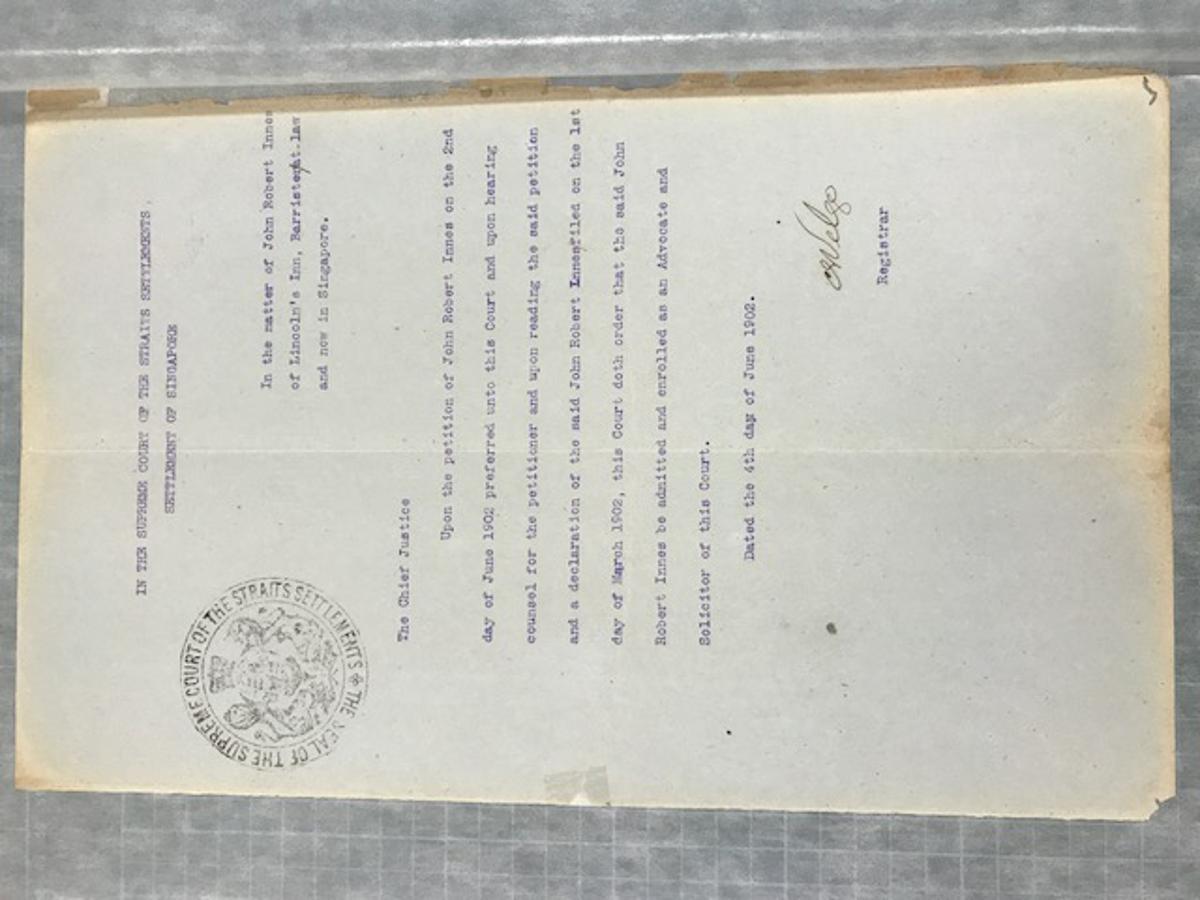 IN THE SUPREME COURT OF THE STRAITS SETTLEMENTS,
SETTLEMENT OF SINGAPORE
In the matter of John Robert Innes
of Lincoln's Inn, Barrister at law
and now in Singapore.
THE SEAL OF THE SUPREME COURT OF THE STRAITS SETTLEMENTS
The Chief Justice
Upon the petition of John Robert Innes on the 2nd
day of June 1902 preferred unto this Court and upon hearing
counsel for the petitioner and upon reading the said petition
and a declaration of the said John Robert Innes filed on the 1st
day of March 1902, this Court doth order that the said John
Robert Innes be admitted and enrolled as an Advocate and
Solicitor of this Court.
Dated the 4th day of June 1902.
Registrar